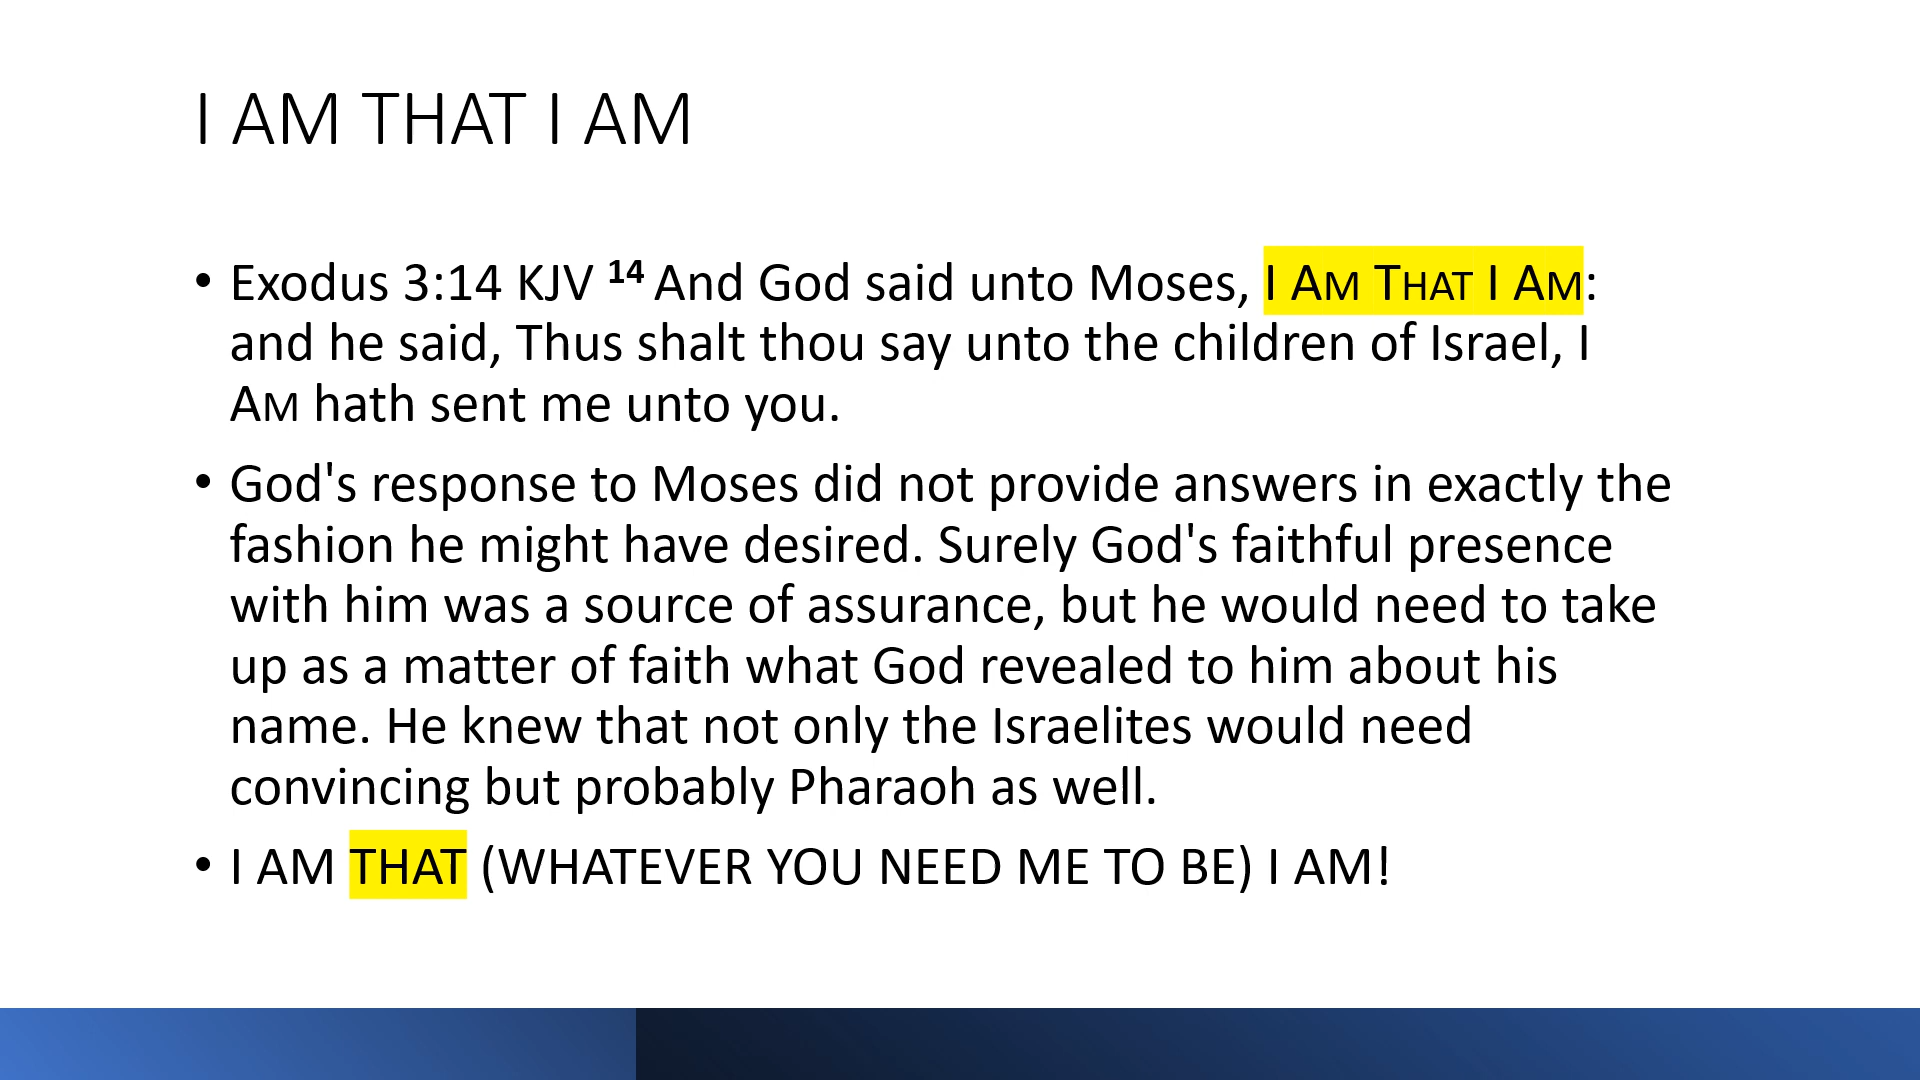 I AM THAT I AM
• Exodus 3:14 KJV 14 And God said unto Moses, I AM THAT I AM:
and he said, Thus shalt thou say unto the children of Israel, I
AM hath sent me unto you.
• God's response to Moses did not provide answers in exactly the
fashion he might have desired. Surely God's faithful presence
with him was a source of assurance, but he would need to take
up as a matter of faith what God revealed to him about his
name. He knew that not only the Israelites would need
convincing but probably Pharaoh as well.
• I AM THAT (WHATEVER YOU NEED ME TO BE) I AM!